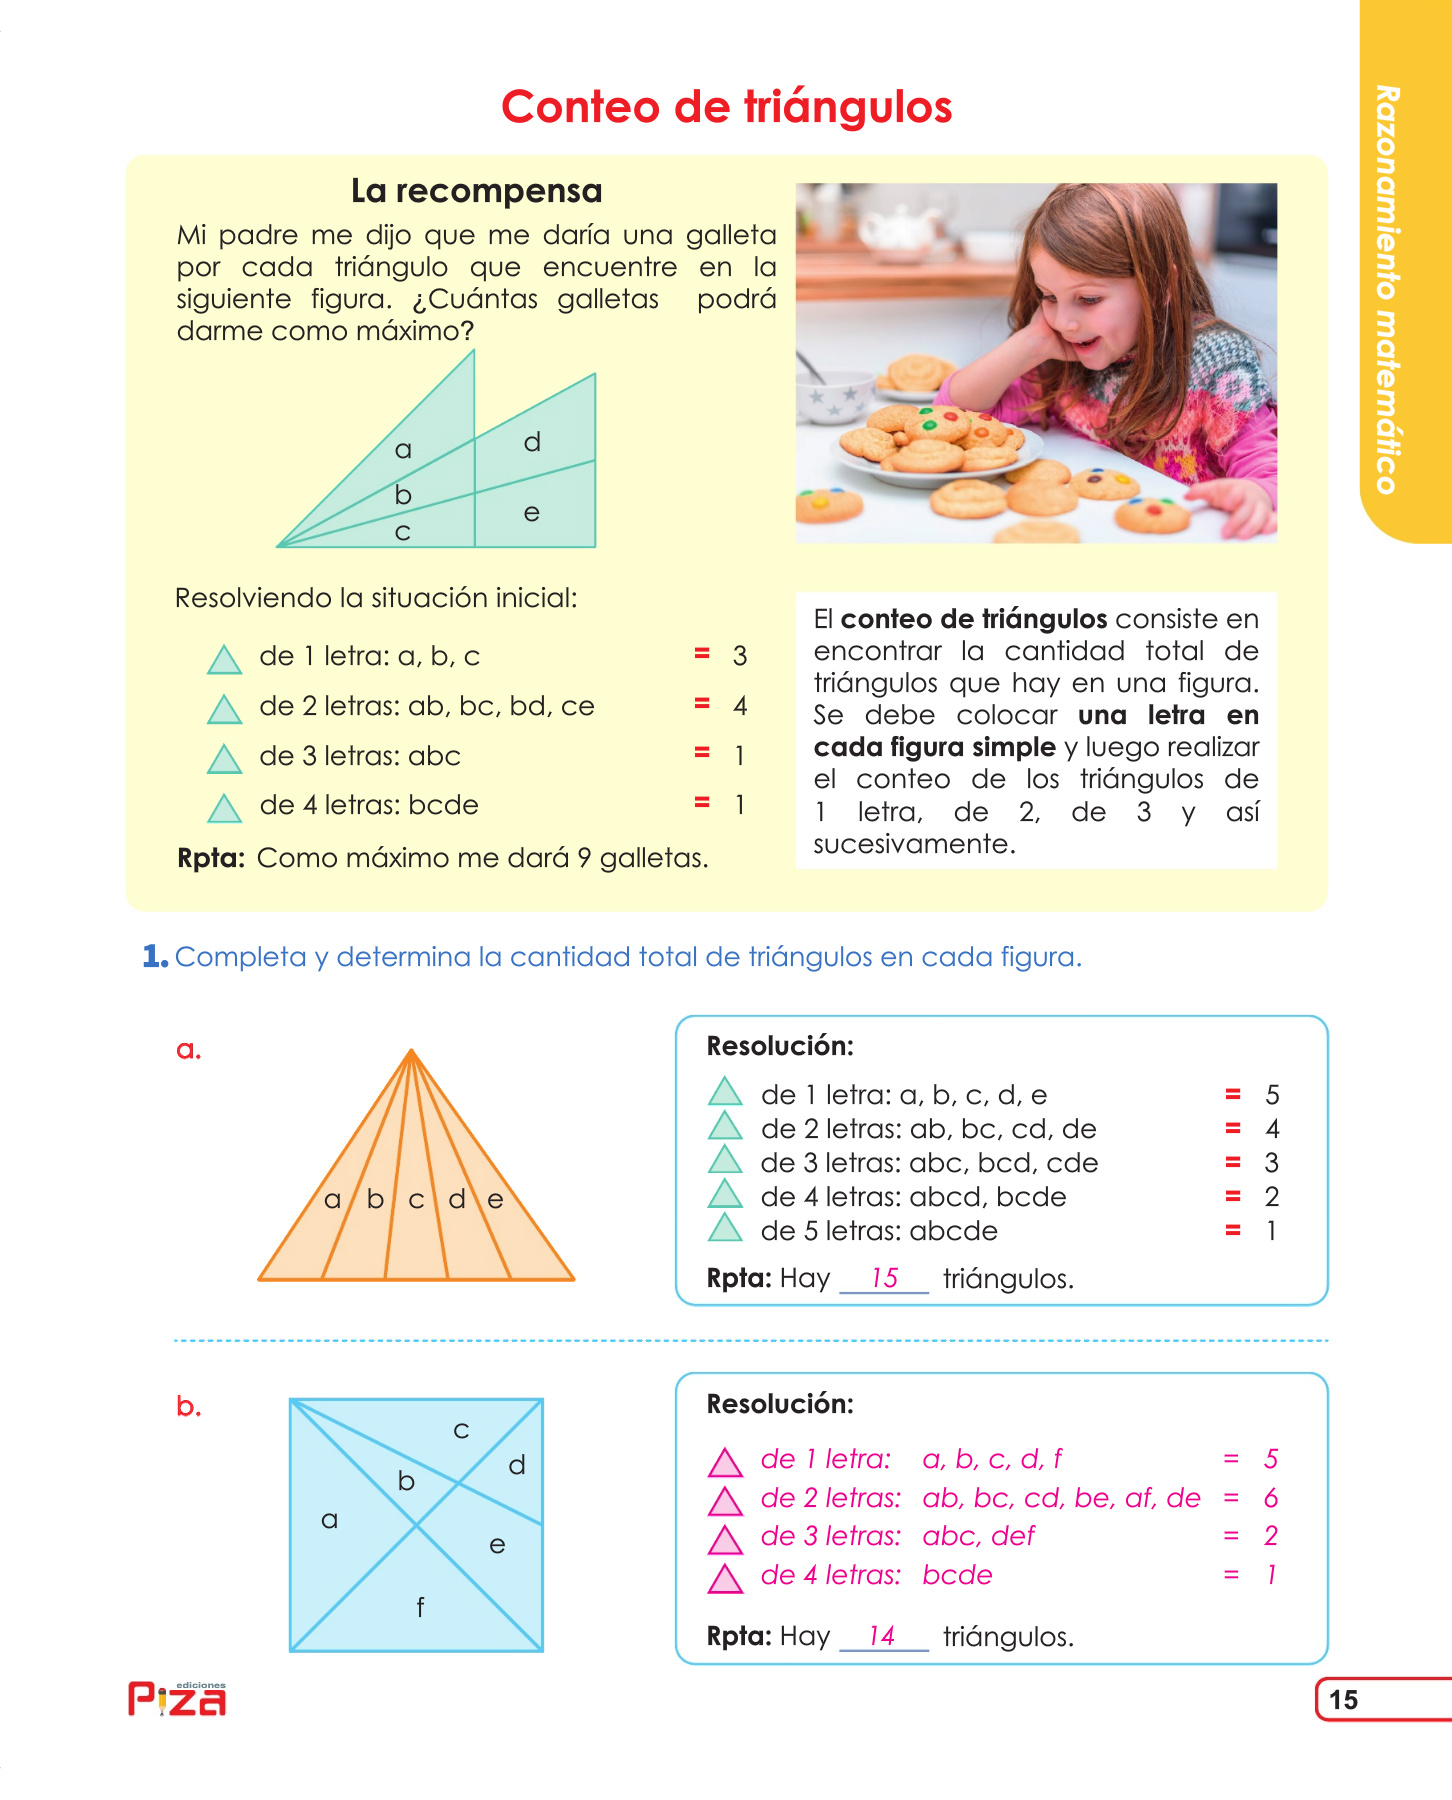 Conteo de triángulos
Razonamiento matemático
La recompensa
Mi padre me dijo que me daría una galleta
por cada triángulo que encuentre en la
siguiente figura. ¿Cuántas galletas podrá
darme como máximo?
a
d
b
e
c
Resolviendo la situación inicial:
de 1 letra: a, b, c = 3
de 2 letras: ab, bc, bd, ce = 4
de 3 letras: abc = 1
de 4 letras: bcde = 1
Rpta: Como máximo me dará 9 galletas.
El conteo de triángulos consiste en
encontrar la cantidad total de
triángulos que hay en una figura.
Se debe colocar una letra en
cada figura simple y luego realizar
el conteo de los triángulos de
1 letra, de 2, de 3 y así
sucesivamente.
1. Completa y determina la cantidad total de triángulos en cada figura.
a.
a b c d e
Resolución:
de 1 letra: a, b, c, d, e = 5
de 2 letras: ab, bc, cd, de = 4
de 3 letras: abc, bcd, cde = 3
de 4 letras: abcd, bcde = 2
de 5 letras: abcde = 1
Rpta: Hay 15 triángulos.
b.
c
d
b
a
e
f
Resolución:
de 1 letra: a, b, c, d, f = 5
de 2 letras: ab, bc, cd, be, af, de = 6
de 3 letras: abc, def = 2
de 4 letras: bcde = 1
Rpta: Hay 14 triángulos.
ediciones
Piza
15